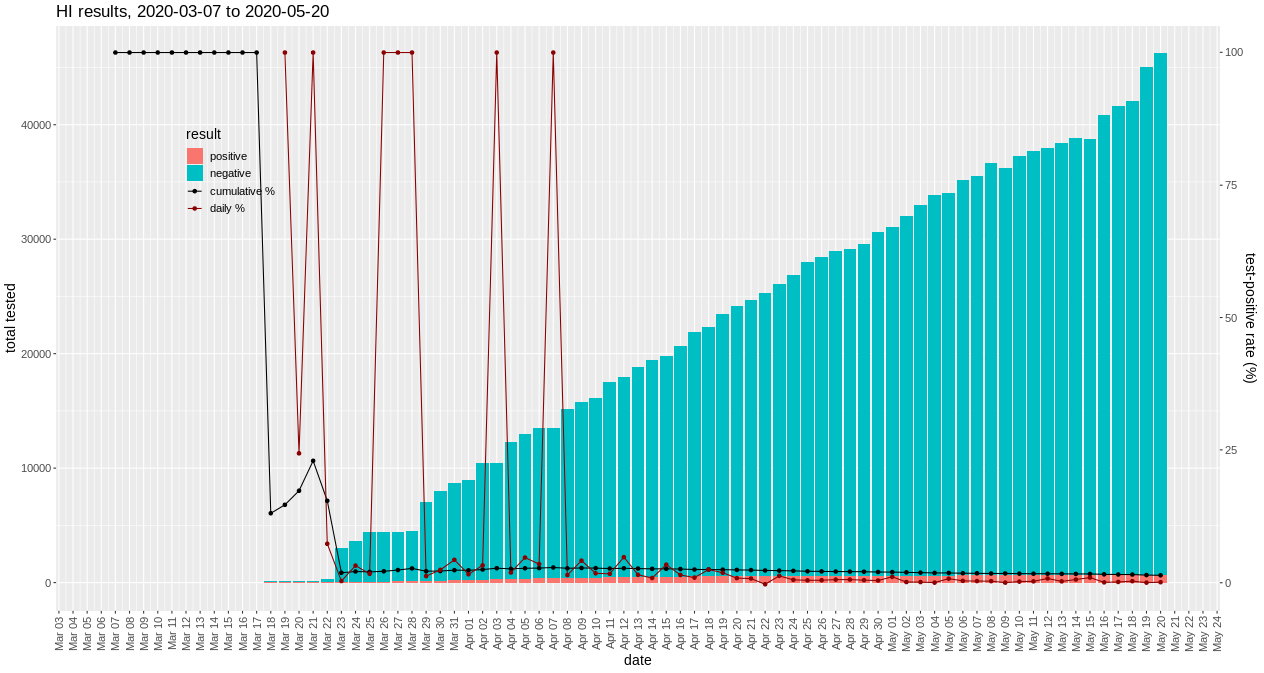 HI results, 2020-03-07 to 2020-05-20
total tested
40000
30000
20000
10000
0
result
positive
negative
cumulative %
daily %
100
75
50
25
0
test-positive rate (%)
Mar 03
Mar 04
Mar 05
Mar 06
Mar 07
Mar 08
Mar 09
Mar 10
Mar 11
Mar 12
Mar 13
Mar 14
Mar 15
Mar 16
Mar 17
Mar 18
Mar 19
Mar 20
Mar 21
Mar 22
Mar 23
Mar 24
Mar 25
Mar 26
Mar 27
Mar 28
Mar 29
Mar 30
Mar 31
Apr 01
Apr 02
Apr 03
Apr 04
Apr 05
Apr 06
Apr 07
Apr 08
Apr 09
Apr 10
Apr 11
Apr 12
Apr 13
Apr 14
Apr 15
Apr 16
Apr 17
Apr 18
Apr 19
Apr 20
Apr 21
Apr 22
Apr 23
Apr 24
Apr 25
Apr 26
Apr 27
Apr 28
Apr 29
Apr 30
May 01
May 02
May 03
May 04
May 05
May 06
May 07
May 08
May 09
May 10
May 11
May 12
May 13
May 14
May 15
May 16
May 17
May 18
May 19
May 20
May 21
May 22
May 23
May 24
date